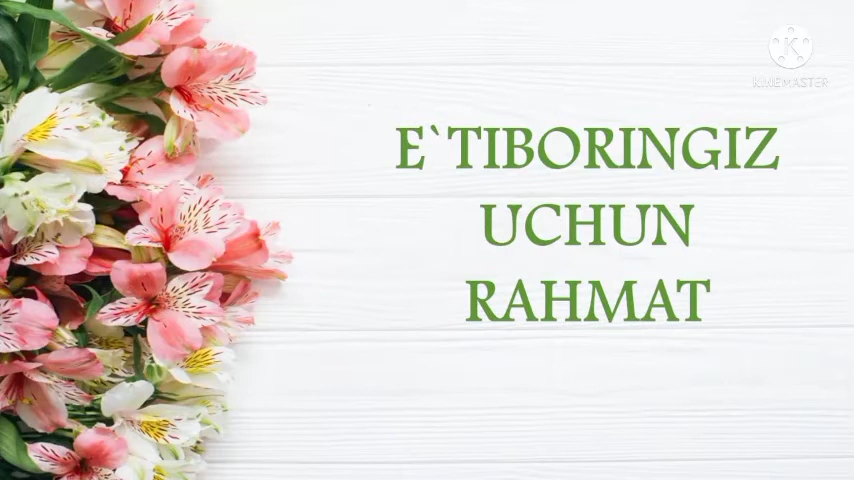 K
KINEMASTER
E`TIBORINGIZ
UCHUN
RAHMAT